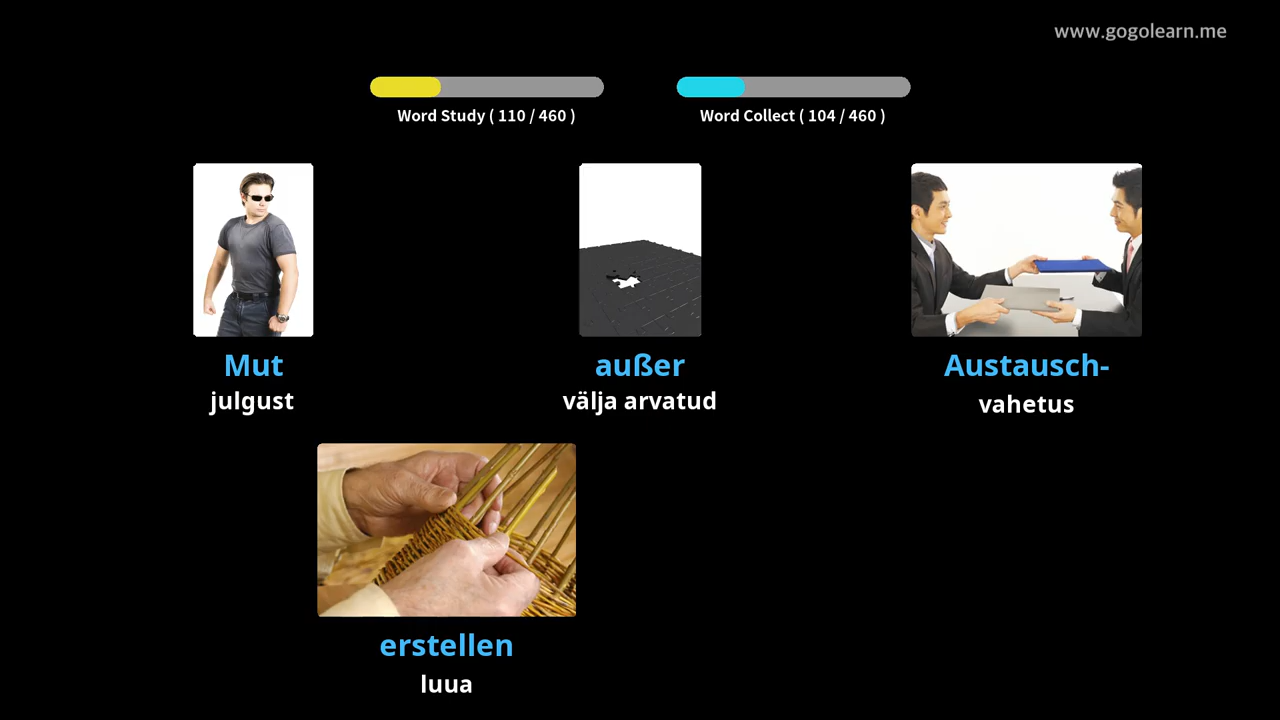 www.gogolearn.me
Word Study ( 110 / 460 )
Word Collect ( 104 / 460 )
Mut
julgust
außer
välja arvatud
Austausch-
vahetus
erstellen
luua